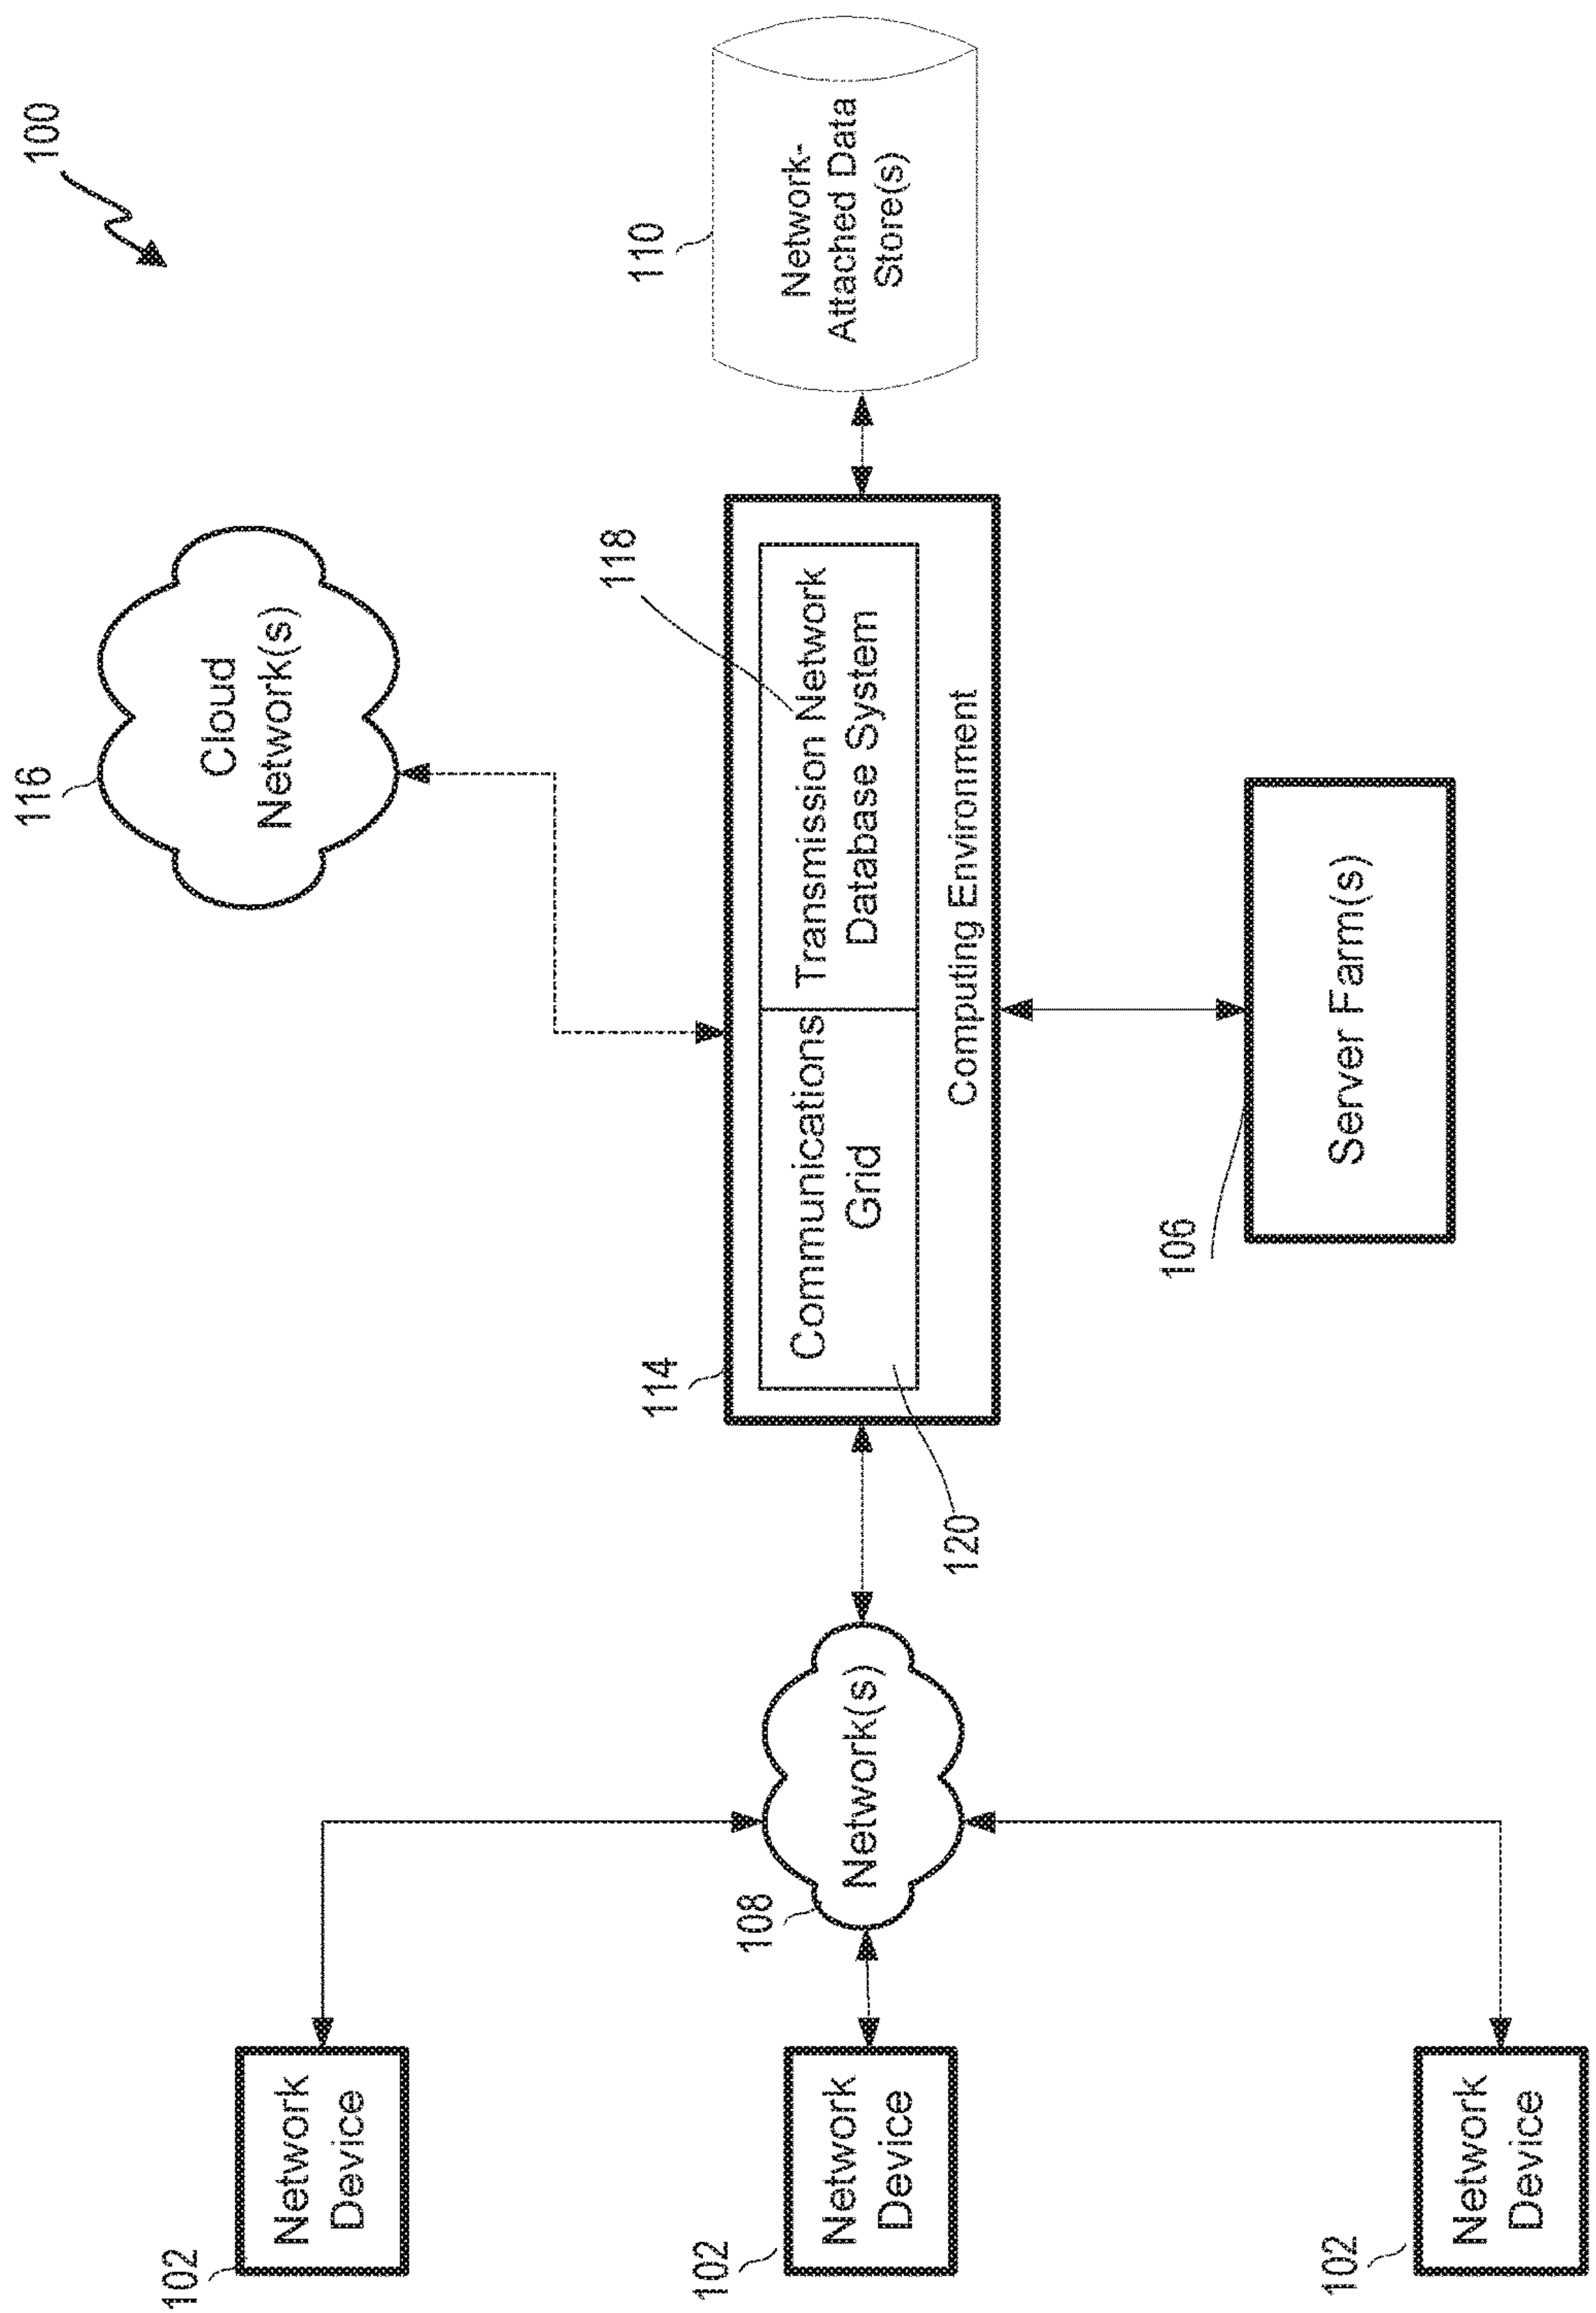 100
116
Cloud
Network(s)
110
Network-
Attached Data
Store(s)
118
114
Communications
Grid
Transmission Network
Database System
Computing Environment
120
106
Server Farm(s)
108
Network(s)
102
Network
Device
102
Network
Device
102
Network
Device